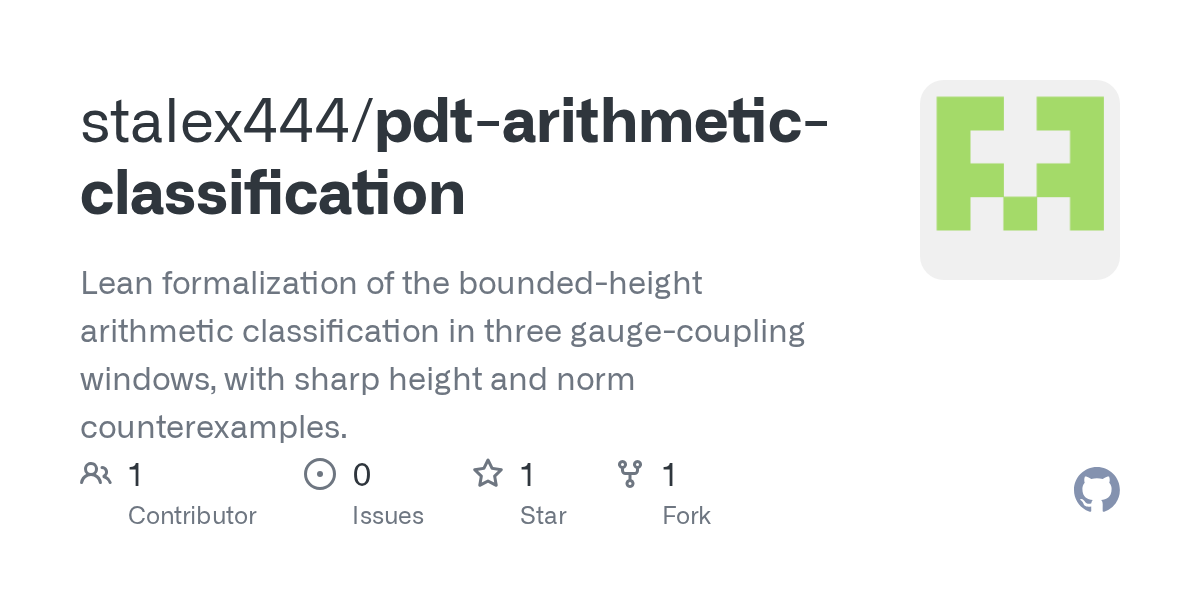 stalex444/pdt-arithmetic-
classification
Lean formalization of the bounded-height
arithmetic classification in three gauge-coupling
windows, with sharp height and norm
counterexamples.
1 0 1 1
Contributor Issues Star Fork